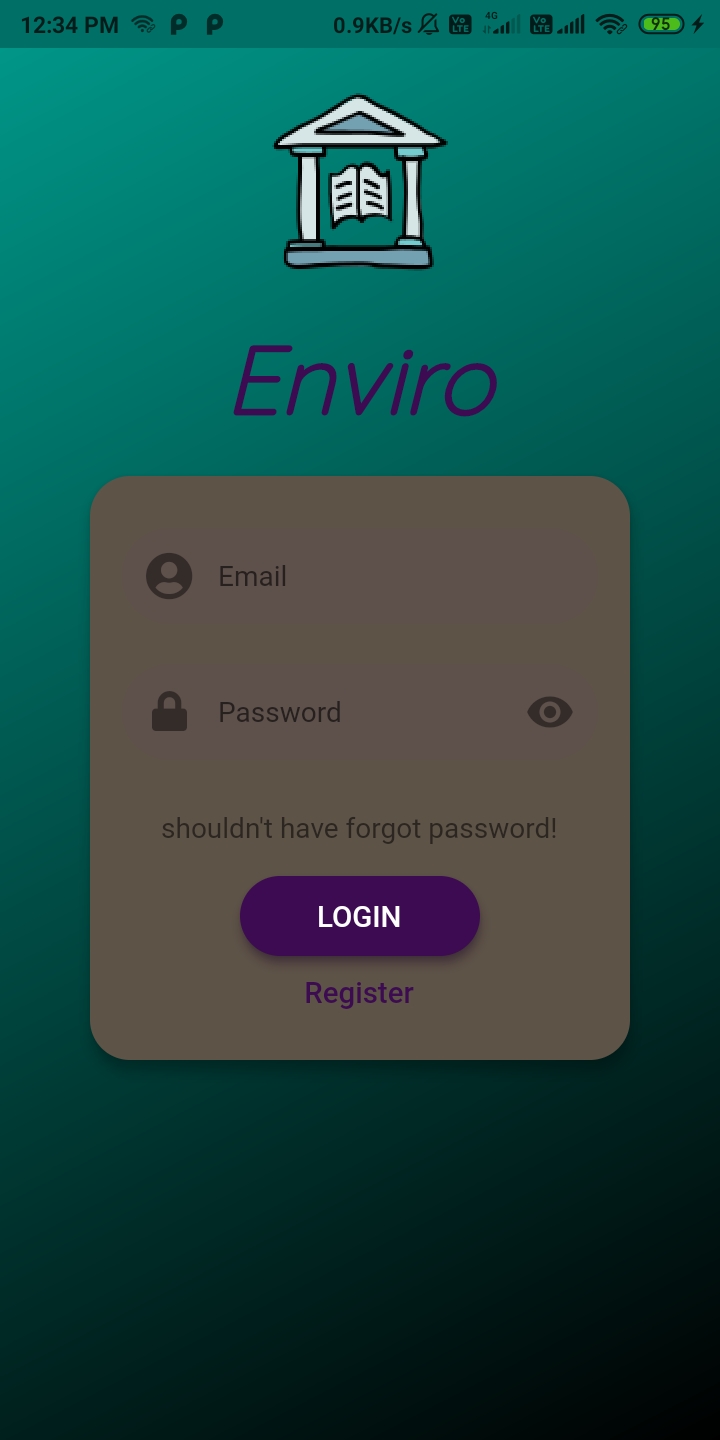 12:34 PM 0.9KB/s Vo LTE 4G Vo LTE 95
Enviro
Email
Password
shouldn't have forgot password!
LOGIN
Register